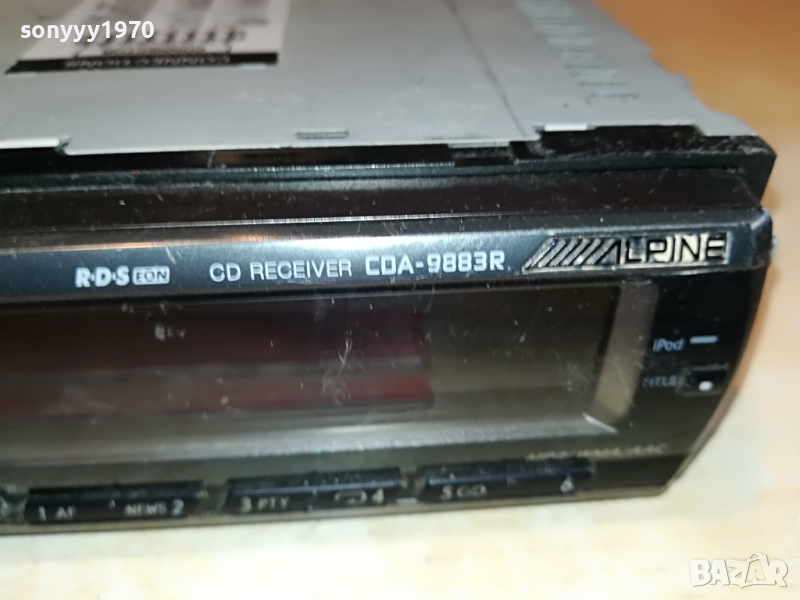 sonyyy1970
R·D·S EON CD RECEIVER CDA-9883R ALPINE
iPod
TITLE
1 AF NEWS 2 3 PTY 4 5 6
BAZAR